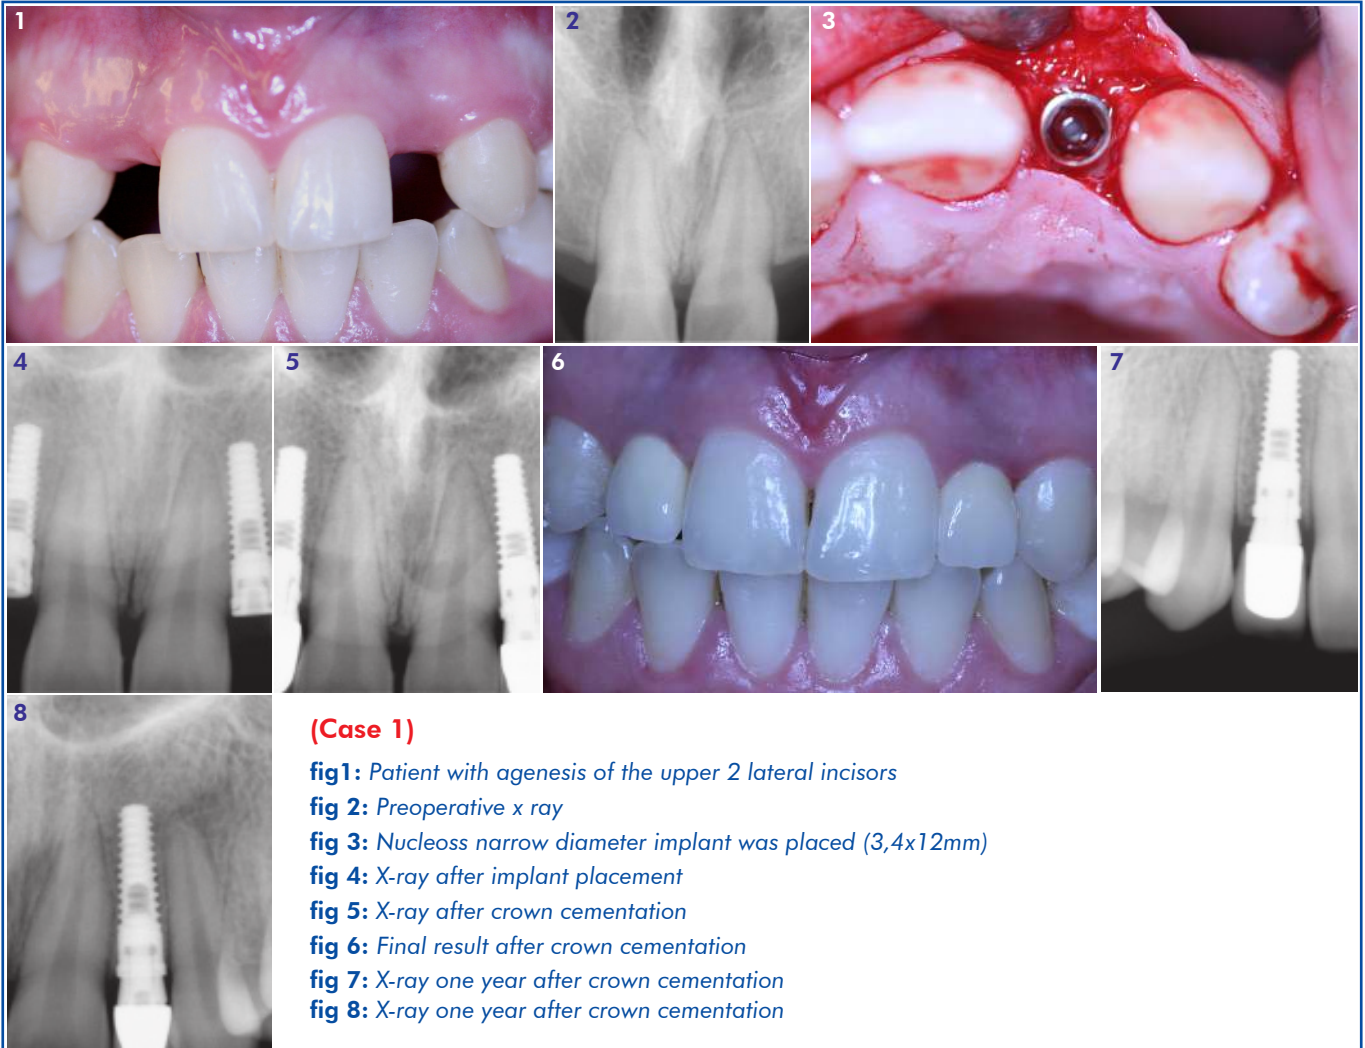 1
2
3
4
5
6
7
8
(Case 1)
fig1: Patient with agenesis of the upper 2 lateral incisors
fig 2: Preoperative x ray
fig 3: Nucleoss narrow diameter implant was placed (3,4x12mm)
fig 4: X-ray after implant placement
fig 5: X-ray after crown cementation
fig 6: Final result after crown cementation
fig 7: X-ray one year after crown cementation
fig 8: X-ray one year after crown cementation